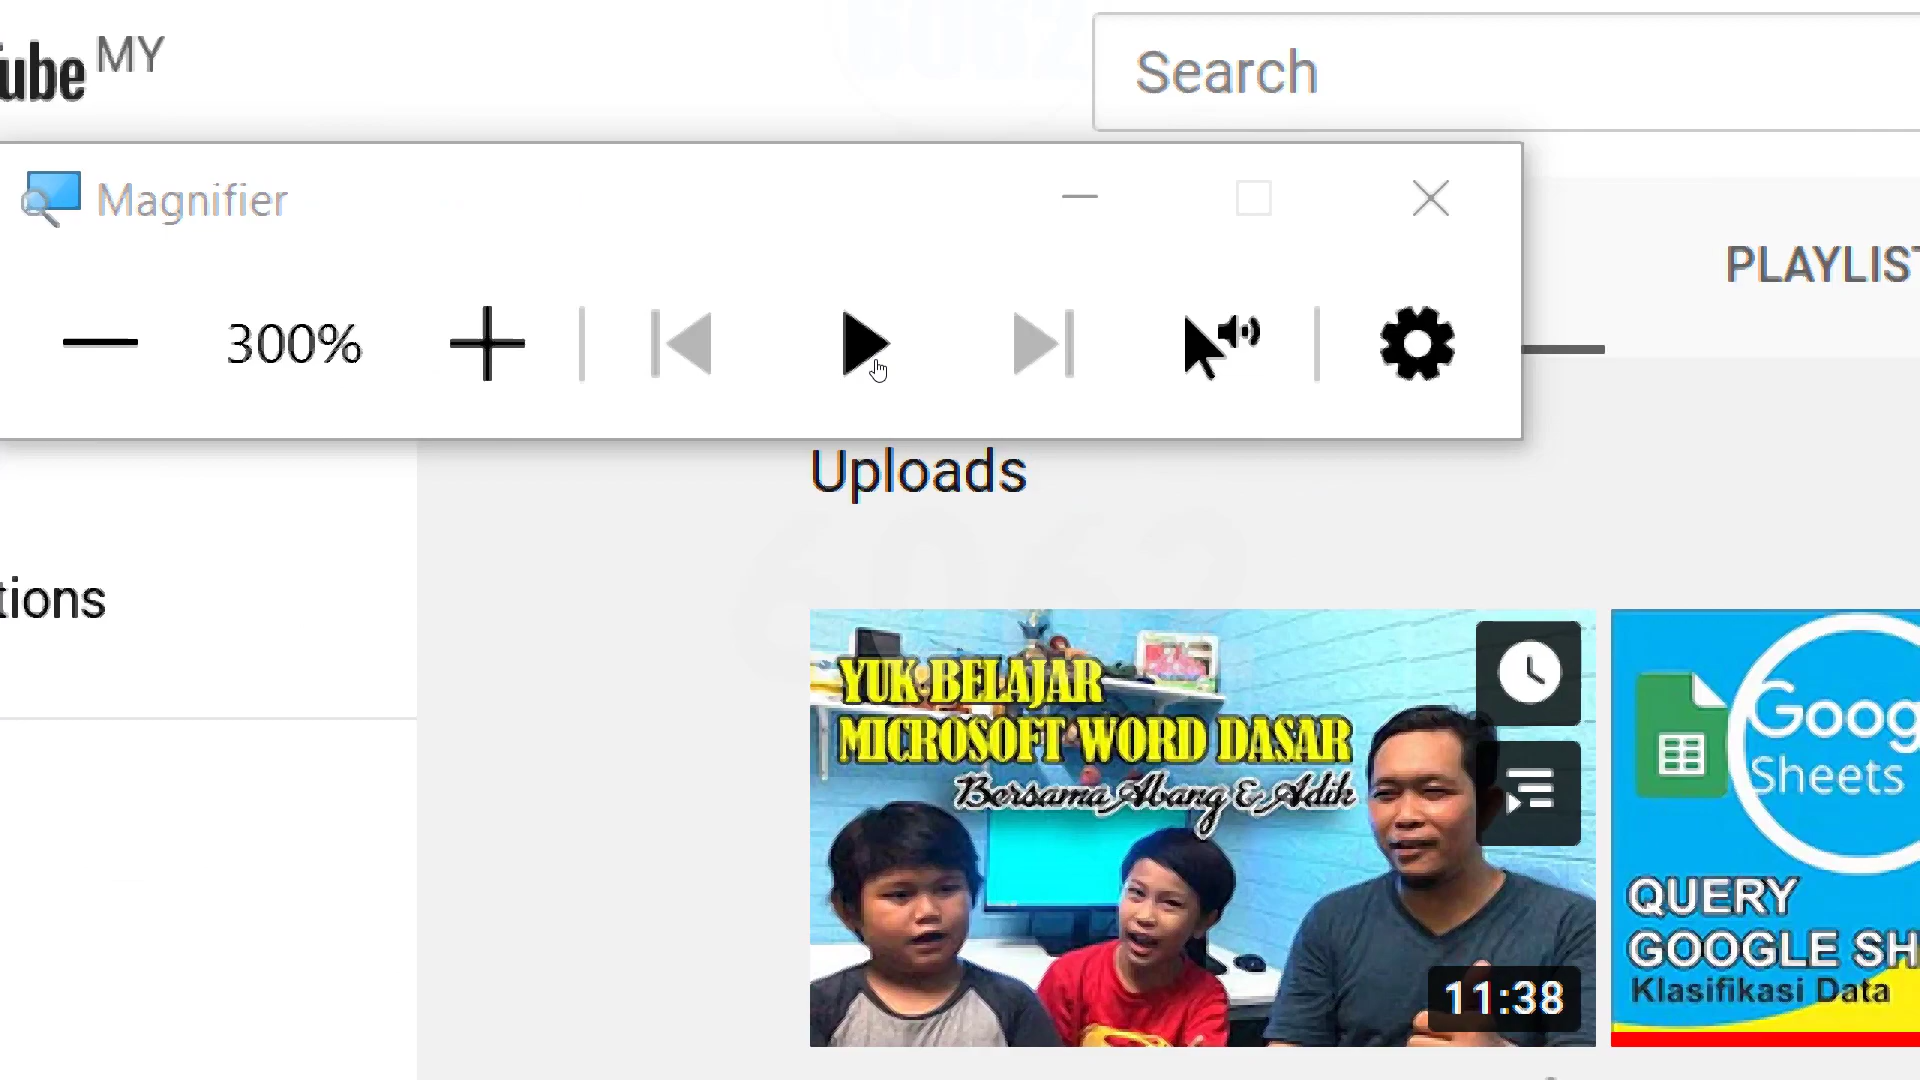 ube MY
Search
Magnifier
300%
PLAYLIST
Uploads
tions
YUK BELAJAR
MICROSOFT WORD DASAR
Bersama Abang & Adik
11:38
Goog
Sheets
QUERY
GOOGLE SH
Klasifikasi Data